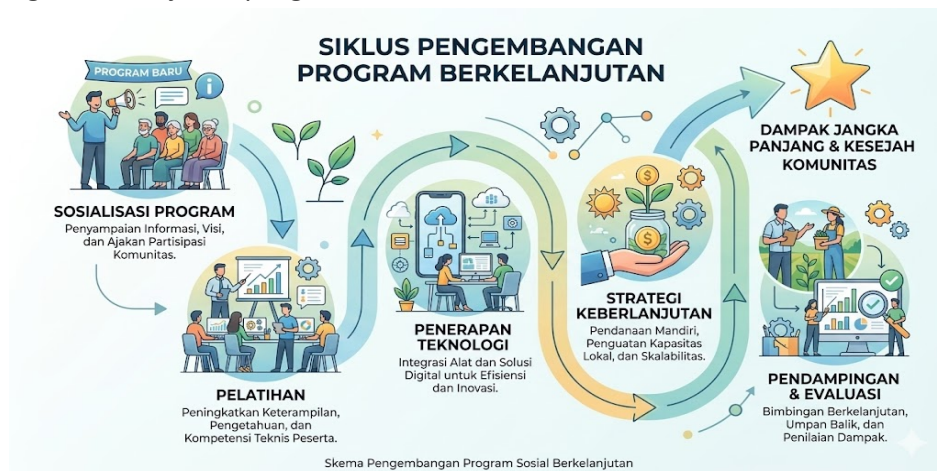 SIKLUS PENGEMBANGAN
PROGRAM BERKELANJUTAN
PROGRAM BARU
SOSIALISASI PROGRAM
Penyampaian Informasi, Visi,
dan Ajakan Partisipasi
Komunitas.
PELATIHAN
Peningkatan Keterampilan,
Pengetahuan, dan
Kompetensi Teknis Peserta.
PENERAPAN
TEKNOLOGI
Integrasi Alat dan Solusi
Digital untuk Efisiensi
dan Inovasi.
STRATEGI
KEBERLANJUTAN
Pendanaan Mandiri,
Penguatan Kapasitas
Lokal, dan Skalabilitas.
PENDAMPINGAN
& EVALUASI
Bimbingan Berkelanjutan,
Umpan Balik, dan
Penilaian Dampak.
DAMPAK JANGKA
PANJANG & KESEJAH
KOMUNITAS
Skema Pengembangan Program Sosial Berkelanjutan